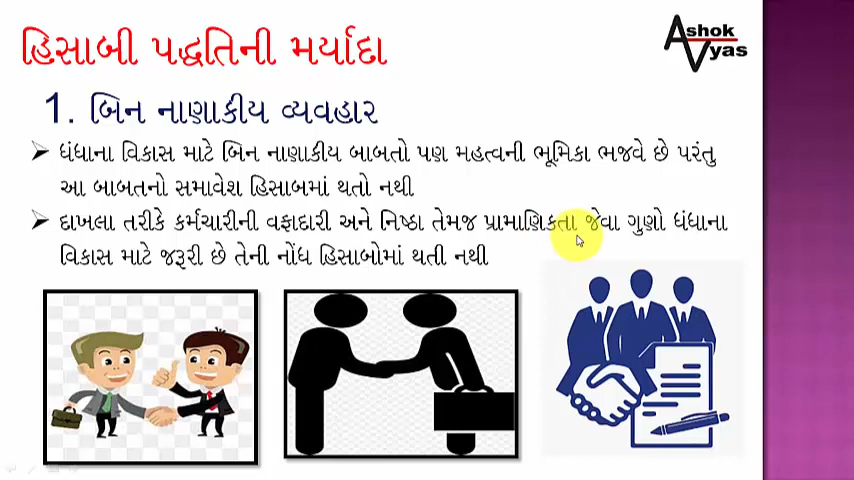 હિસાબી પદ્ધતિની મર્યાદા
Ashok
Vyas
1. બિન નાણાકીય વ્યવહાર
ધંધાના વિકાસ માટે બિન નાણાકીય બાબતો પણ મહત્વની ભૂમિકા ભજવે છે પરંતુ
આ બાબતનો સમાવેશ હિસાબમાં થતો નથી
દાખલા તરીકે કર્મચારીની વફાદારી અને નિષ્ઠા તેમજ પ્રામાણિકતા જેવા ગુણો ધંધાના
વિકાસ માટે જરૂરી છે તેની નોંધ હિસાબોમાં થતી નથી